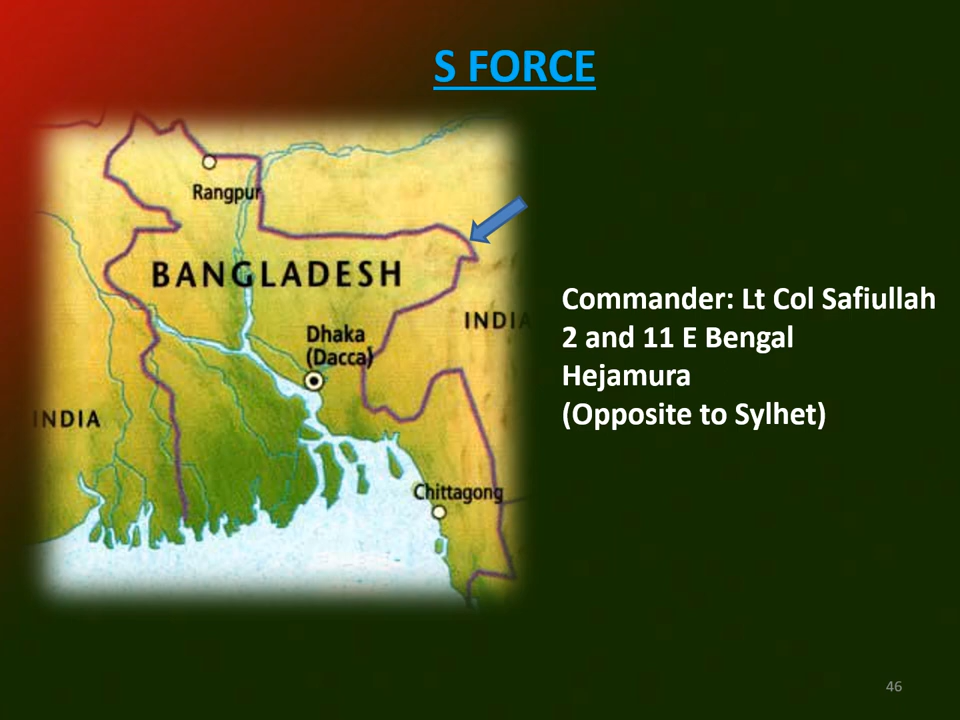 S FORCE
Rangpur
BANGLADESH
Dhaka
(Dacca)
INDIA
INDIA
Chittagong
Commander: Lt Col Safiullah
2 and 11 E Bengal
Hejamura
(Opposite to Sylhet)
46